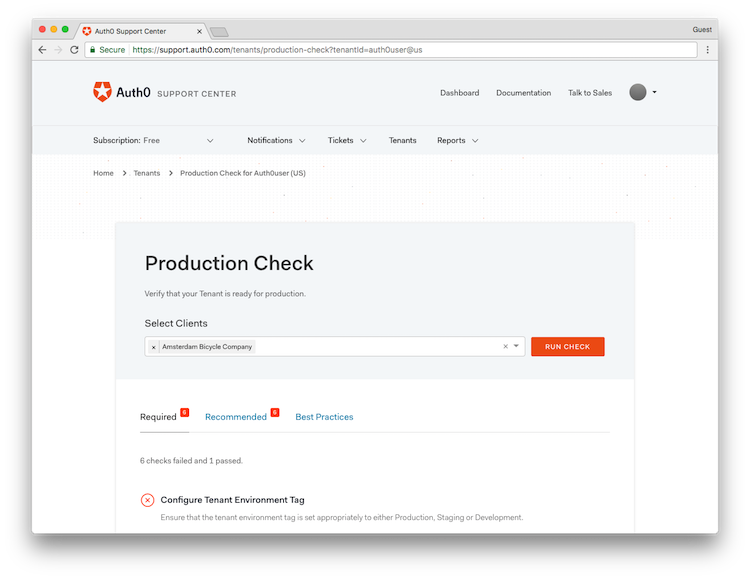 Auth0 Support Center
Guest
Secure https://support.auth0.com/tenants/production-check?tenantId=auth0user@us
Auth0 SUPPORT CENTER
Dashboard Documentation Talk to Sales
Subscription: Free Notifications Tickets Tenants Reports
Home > Tenants > Production Check for Auth0user (US)
Production Check
Verify that your Tenant is ready for production.
Select Clients
× Amsterdam Bicycle Company ×
RUN CHECK
Required 6 Recommended 6 Best Practices
6 checks failed and 1 passed.
Configure Tenant Environment Tag
Ensure that the tenant environment tag is set appropriately to either Production, Staging or Development.